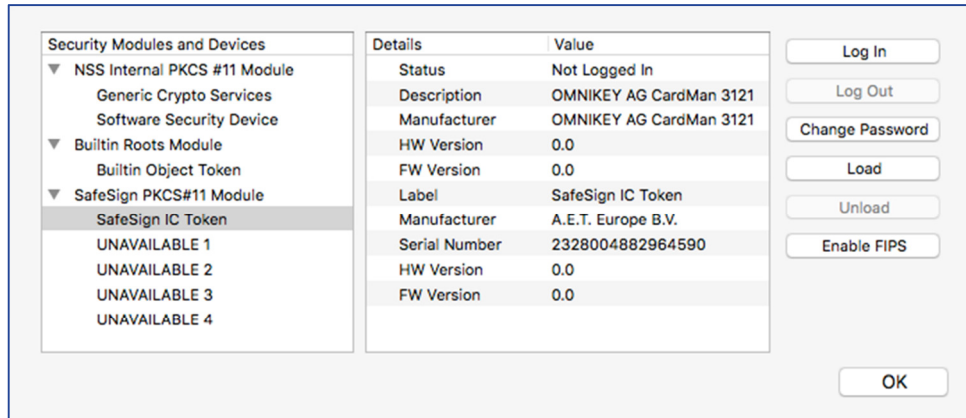 Security Modules and Devices
NSS Internal PKCS #11 Module
Generic Crypto Services
Software Security Device
Builtin Roots Module
Builtin Object Token
SafeSign PKCS#11 Module
SafeSign IC Token
UNAVAILABLE 1
UNAVAILABLE 2
UNAVAILABLE 3
UNAVAILABLE 4
Details Value
Status Not Logged In
Description OMNIKEY AG CardMan 3121
Manufacturer OMNIKEY AG CardMan 3121
HW Version 0.0
FW Version 0.0
Label SafeSign IC Token
Manufacturer A.E.T. Europe B.V.
Serial Number 2328004882964590
HW Version 0.0
FW Version 0.0
Log In
Log Out
Change Password
Load
Unload
Enable FIPS
OK